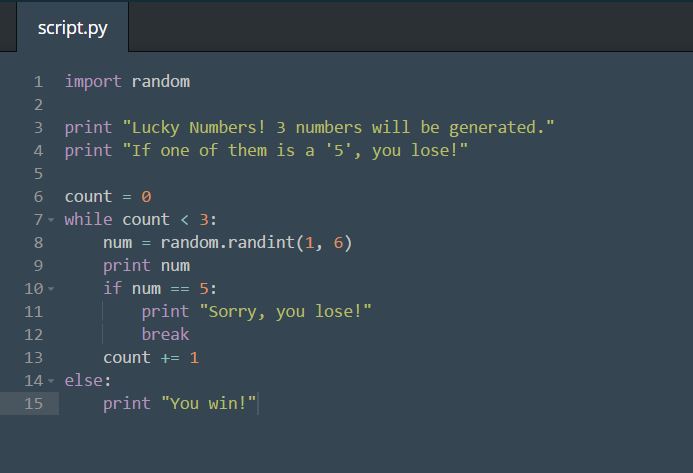 script.py
1 import random
2
3 print "Lucky Numbers! 3 numbers will be generated."
4 print "If one of them is a '5', you lose!"
5
6 count = 0
7 while count < 3:
8     num = random.randint(1, 6)
9     print num
10     if num == 5:
11         print "Sorry, you lose!"
12         break
13     count += 1
14 else:
15     print "You win!"